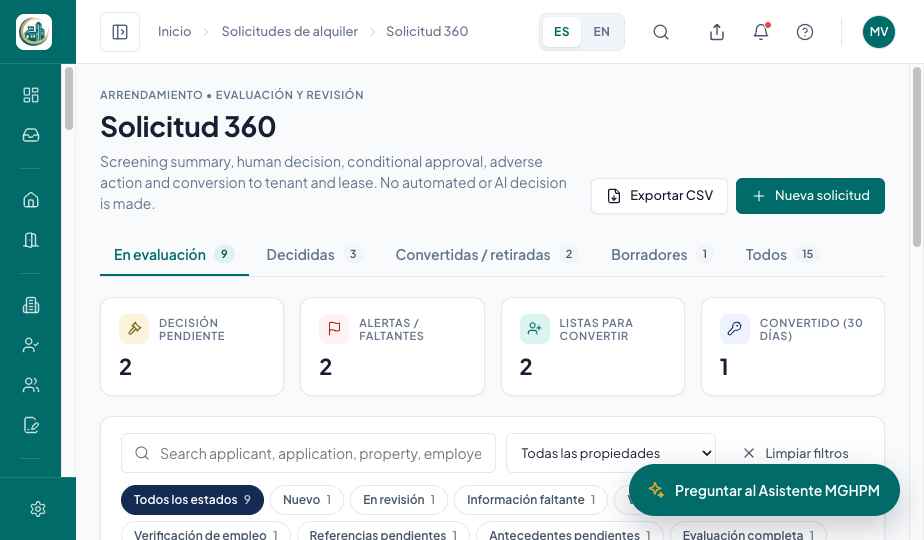 Inicio > Solicitudes de alquiler > Solicitud 360
ES EN
MV
ARRENDAMIENTO • EVALUACIÓN Y REVISIÓN
Solicitud 360
Screening summary, human decision, conditional approval, adverse
action and conversion to tenant and lease. No automated or AI decision
is made.
Exportar CSV
+ Nueva solicitud
En evaluación 9 Decididas 3 Convertidas / retiradas 2 Borradores 1 Todos 15
DECISIÓN
PENDIENTE
2
ALERTAS /
FALTANTES
2
LISTAS PARA
CONVERTIR
2
CONVERTIDO (30
DÍAS)
1
Search applicant, application, property, employe
Todas las propiedades
Limpiar filtros
Preguntar al Asistente MGHPM
Todos los estados 9 Nuevo 1 En revisión 1 Información faltante 1
Verificación de empleo 1 Referencias pendientes 1 Antecedentes pendientes 1 Evaluación completa 1